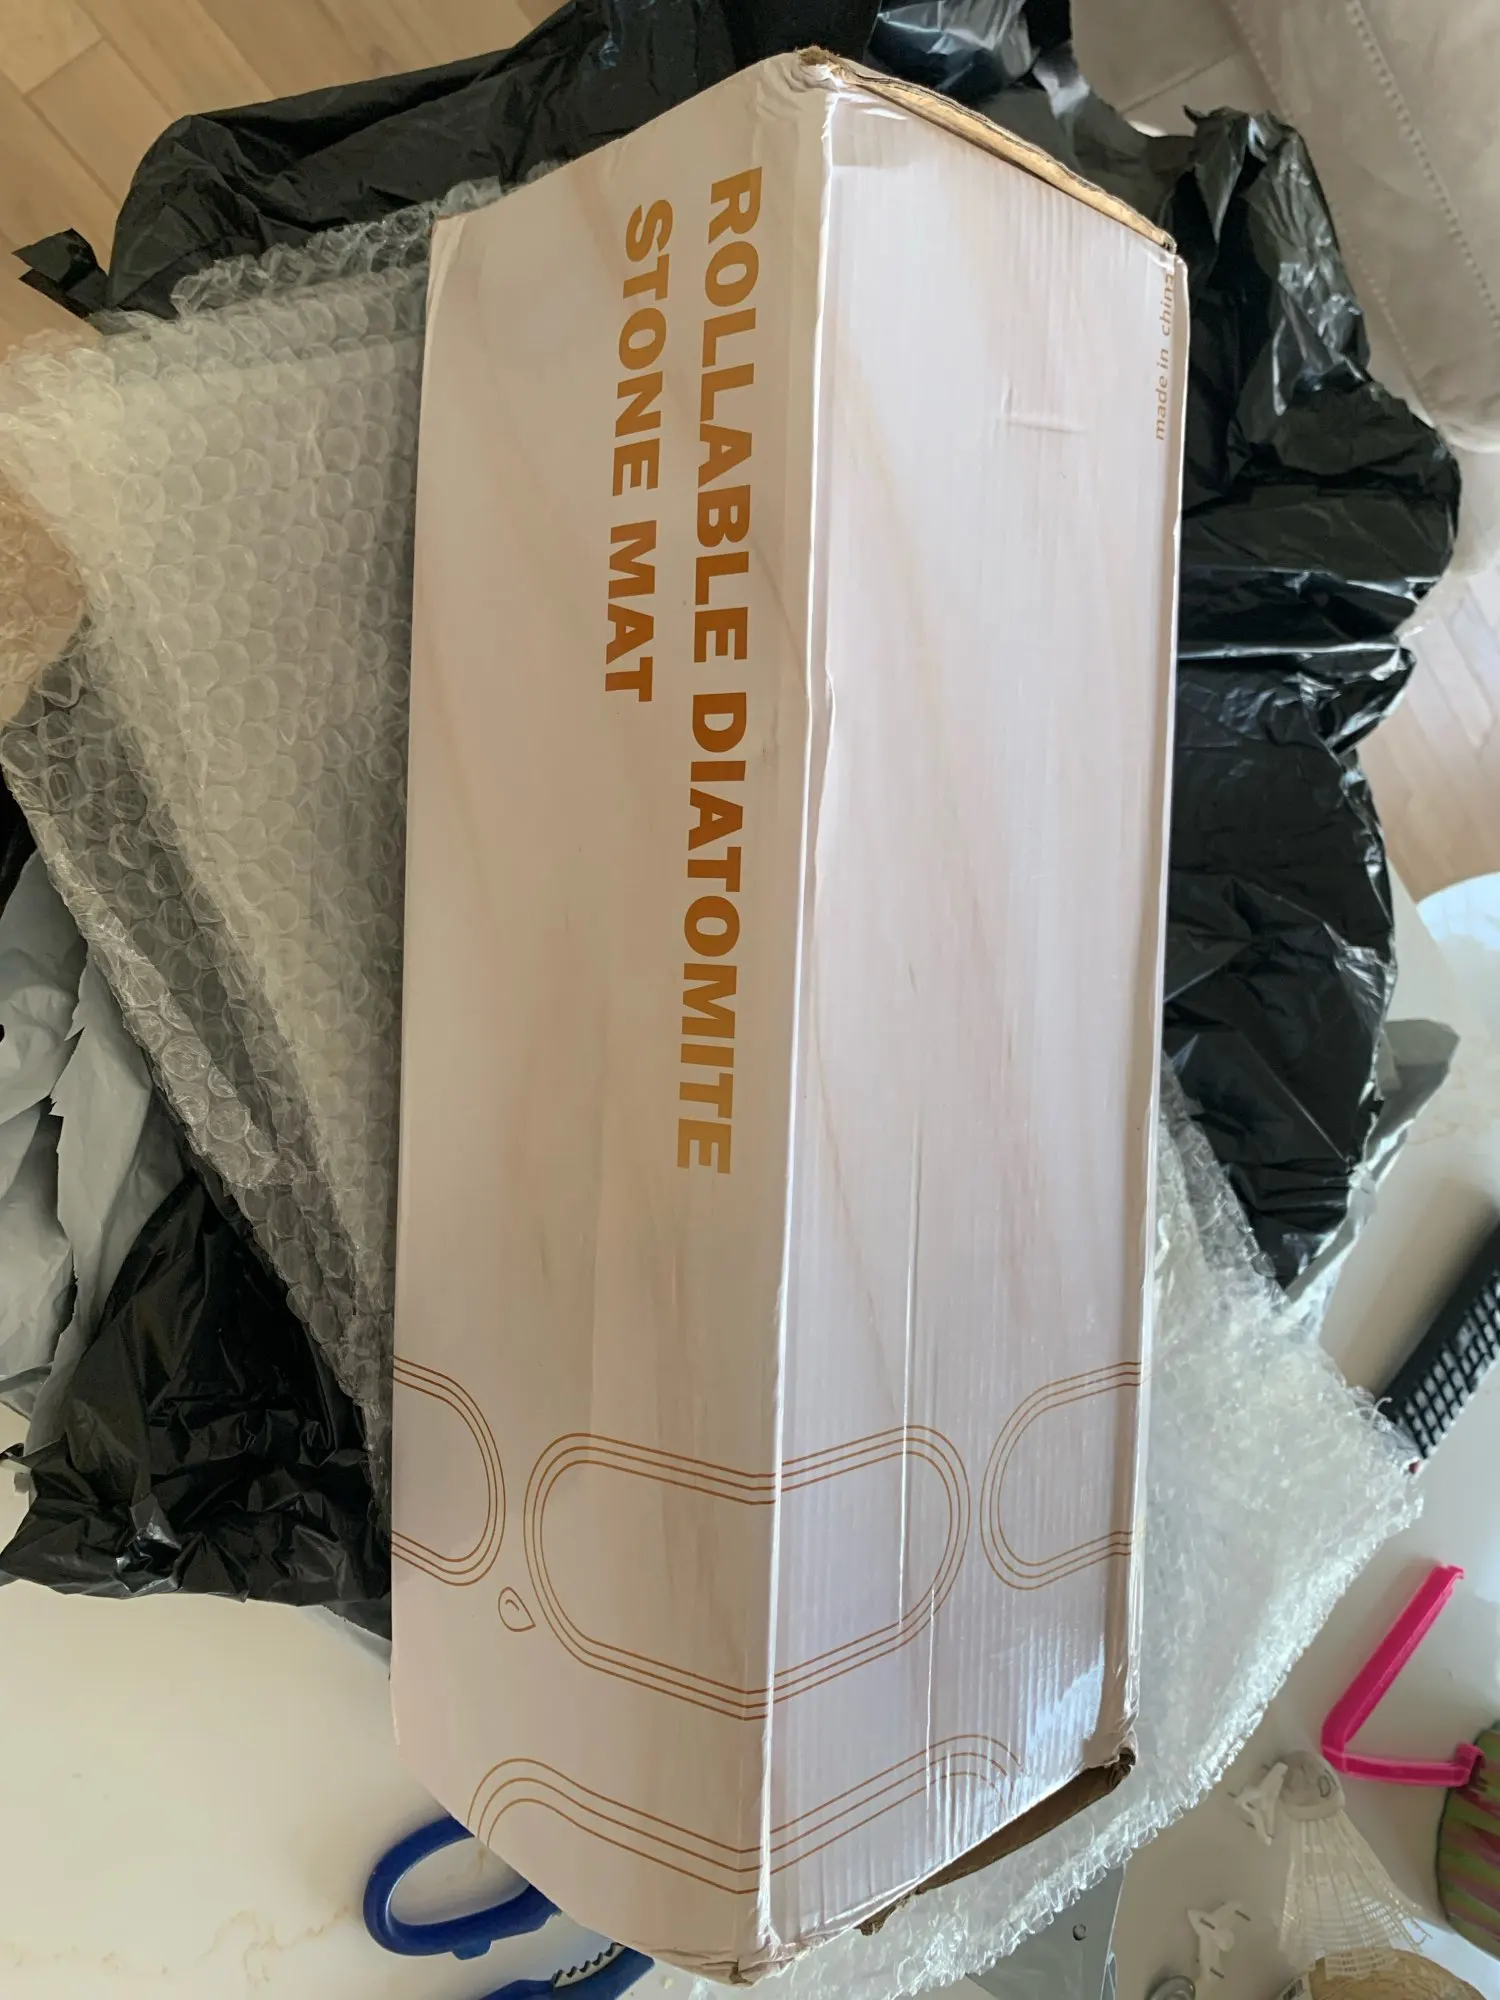 ROLLABLE DIATOMITE
STONE MAT
made in china